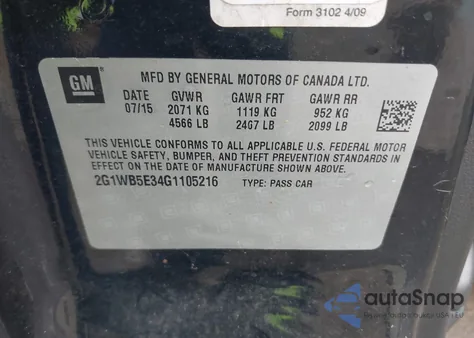 Form 3102 4/09
GM
MFD BY GENERAL MOTORS OF CANADA LTD.
DATE GVWR GAWR FRT GAWR RR
07/15 2071 KG 1119 KG 952 KG
4566 LB 2467 LB 2099 LB
THIS VEHICLE CONFORMS TO ALL APPLICABLE U.S. FEDERAL MOTOR
VEHICLE SAFETY, BUMPER, AND THEFT PREVENTION STANDARDS IN
EFFECT ON THE DATE OF MANUFACTURE SHOWN ABOVE.
2G1WB5E34G1105216 TYPE: PASS CAR
autoSnap